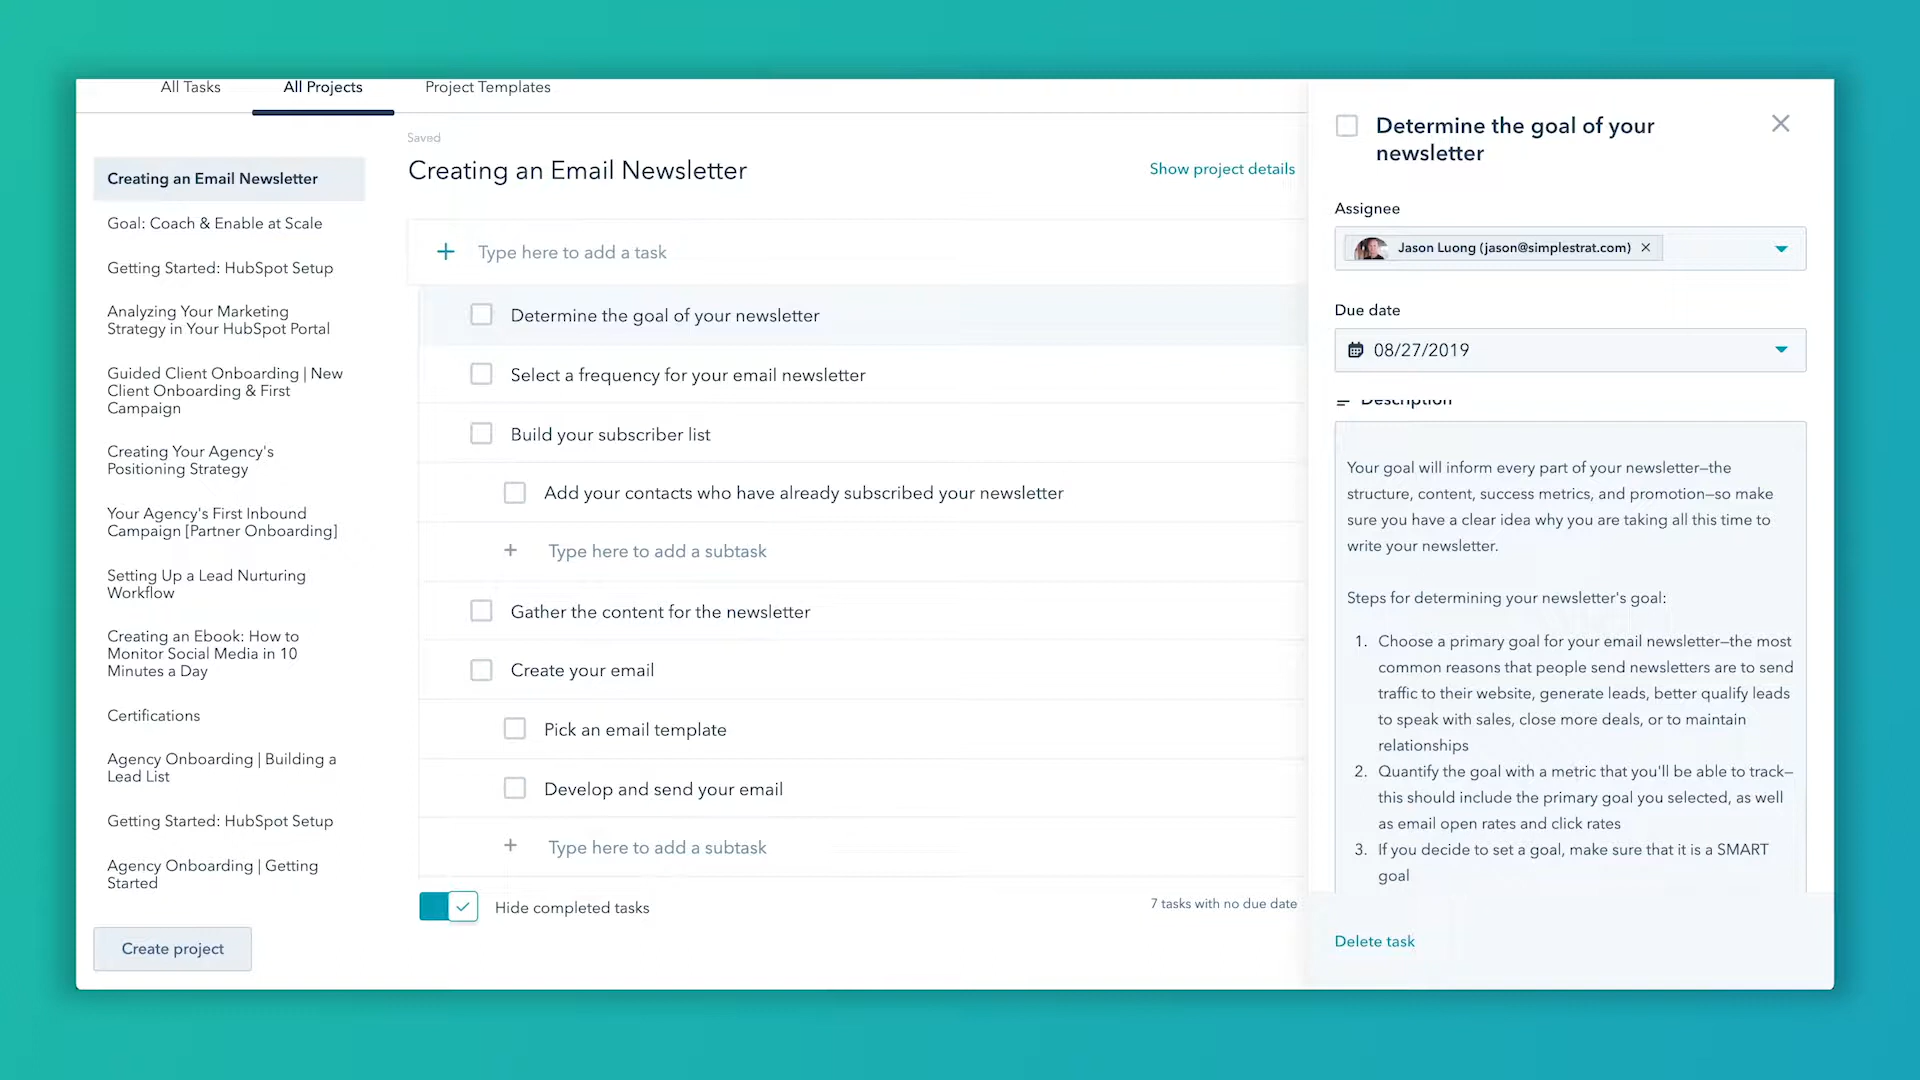 All Tasks
All Projects
Project Templates
Creating an Email Newsletter
Goal: Coach & Enable at Scale
Getting Started: HubSpot Setup
Analyzing Your Marketing
Strategy in Your HubSpot Portal
Guided Client Onboarding | New
Client Onboarding & First
Campaign
Creating Your Agency's
Positioning Strategy
Your Agency's First Inbound
Campaign [Partner Onboarding]
Setting Up a Lead Nurturing
Workflow
Creating an Ebook: How to
Monitor Social Media in 10
Minutes a Day
Certifications
Agency Onboarding | Building a
Lead List
Getting Started: HubSpot Setup
Agency Onboarding | Getting
Started
Create project
Saved
Creating an Email Newsletter
Show project details
Type here to add a task
Determine the goal of your newsletter
Select a frequency for your email newsletter
Build your subscriber list
Add your contacts who have already subscribed your newsletter
Type here to add a subtask
Gather the content for the newsletter
Create your email
Pick an email template
Develop and send your email
Type here to add a subtask
Hide completed tasks
7 tasks with no due date
Determine the goal of your
newsletter
Assignee
Jason Luong (jason@simplestrat.com)
Due date
08/27/2019
Description
Your goal will inform every part of your newsletter—the
structure, content, success metrics, and promotion—so make
sure you have a clear idea why you are taking all this time to
write your newsletter.
Steps for determining your newsletter's goal:
1. Choose a primary goal for your email newsletter—the most
common reasons that people send newsletters are to send
traffic to their website, generate leads, better qualify leads
to speak with sales, close more deals, or to maintain
relationships
2. Quantify the goal with a metric that you'll be able to track—
this should include the primary goal you selected, as well
as email open rates and click rates
3. If you decide to set a goal, make sure that it is a SMART
goal
Delete task